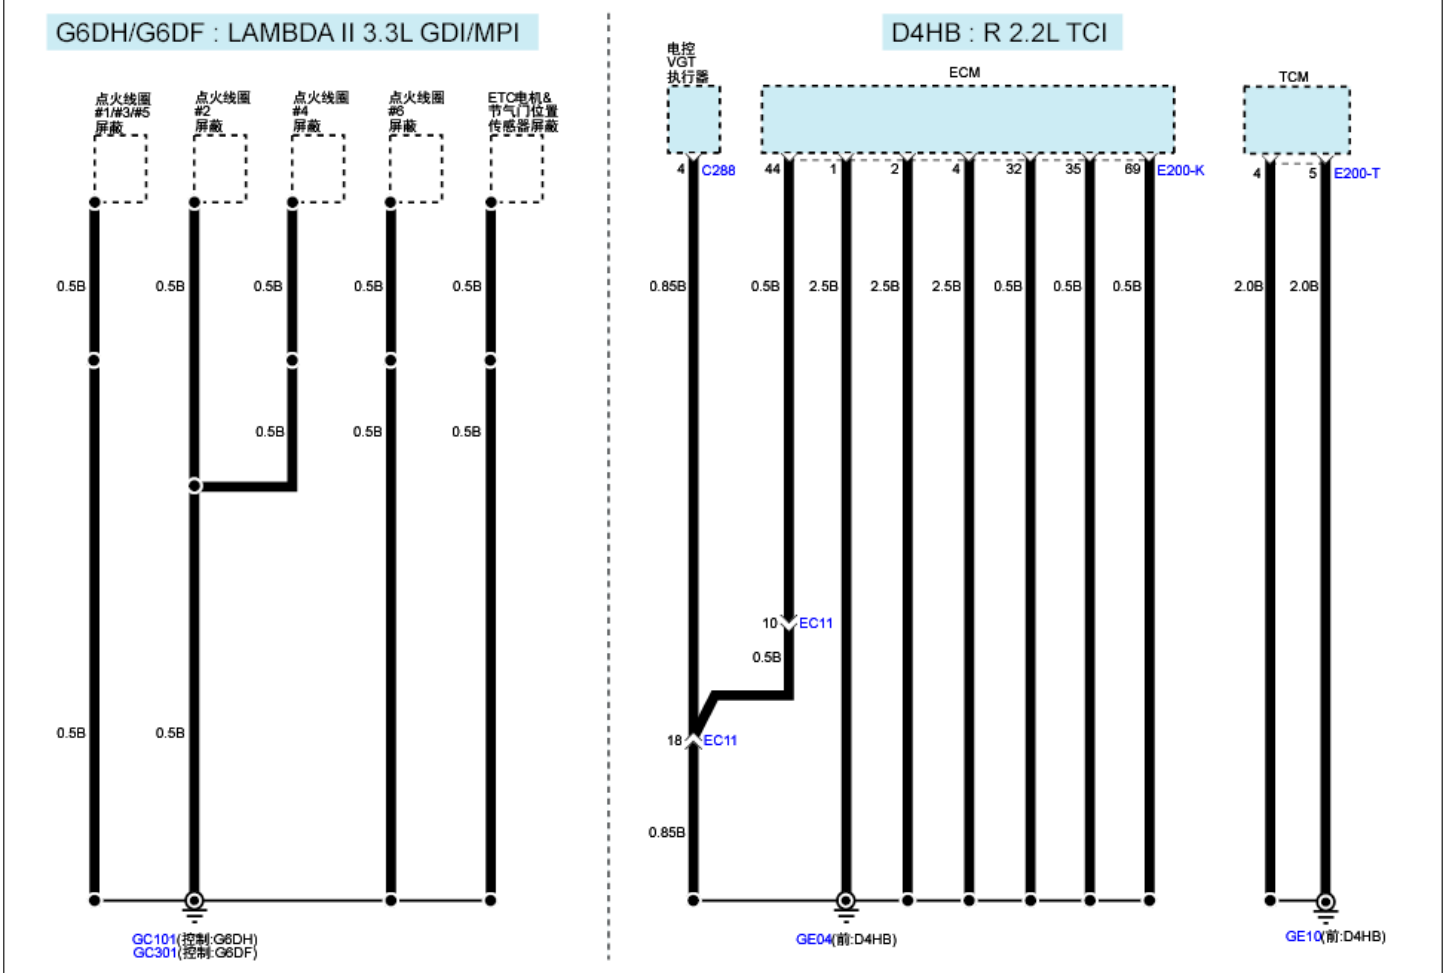 G6DH/G6DF : LAMBDA II 3.3L GDI/MPI
点火线圈
#1/#3/#5
屏蔽
点火线圈
#2
屏蔽
点火线圈
#4
屏蔽
点火线圈
#6
屏蔽
ETC电机&
节气门位置
传感器屏蔽
0.5B 0.5B 0.5B 0.5B 0.5B
0.5B 0.5B 0.5B
0.5B 0.5B
GC101(控制:G6DH)
GC301(控制:G6DF)
D4HB : R 2.2L TCI
电控
VGT
执行器
ECM
TCM
4 C288 44 1 2 4 32 35 69 E200-K 4 5 E200-T
0.85B 0.5B 2.5B 2.5B 2.5B 0.5B 0.5B 0.5B 2.0B 2.0B
10 EC11
0.5B
18 EC11
0.85B
GE04(前:D4HB)
GE10(前:D4HB)